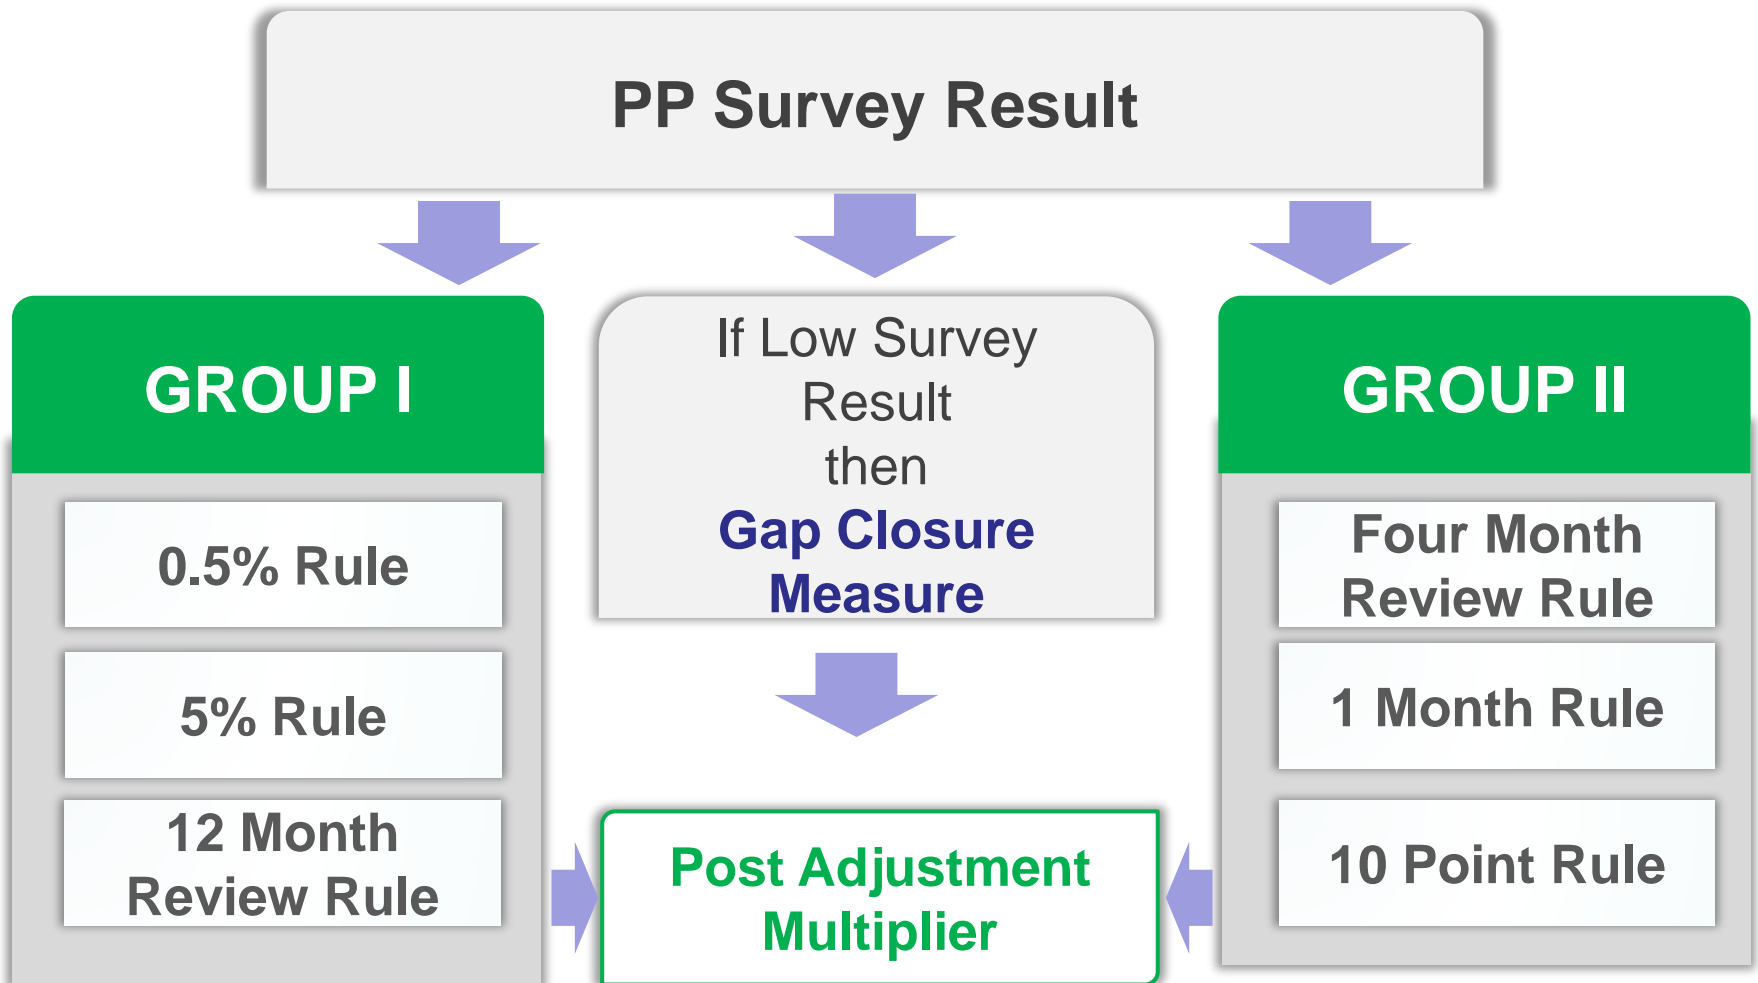 PP Survey Result
GROUP I
0.5% Rule
5% Rule
12 Month
Review Rule
If Low Survey
Result
then
Gap Closure
Measure
Post Adjustment
Multiplier
GROUP II
Four Month
Review Rule
1 Month Rule
10 Point Rule